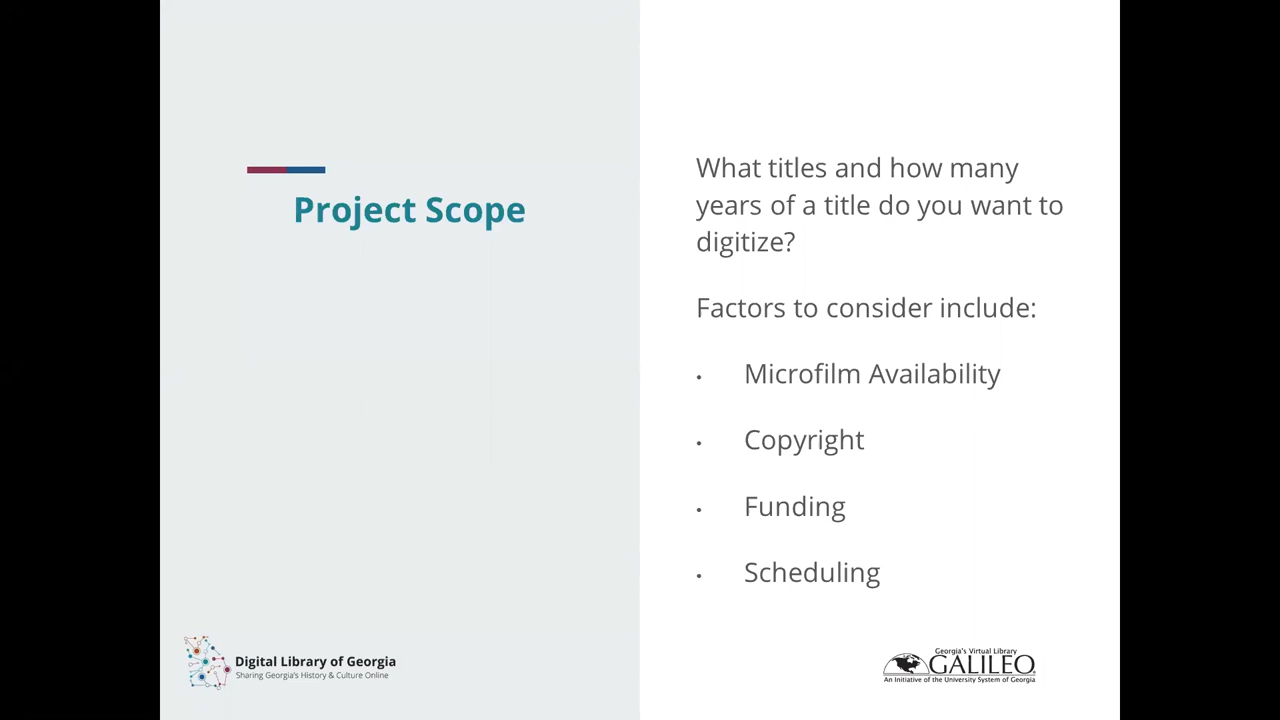 Project Scope
What titles and how many
years of a title do you want to
digitize?
Factors to consider include:
• Microfilm Availability
• Copyright
• Funding
• Scheduling
Digital Library of Georgia
Sharing Georgia's History & Culture Online
Georgia's Virtual Library
GALILEO
An Initiative of the University System of Georgia